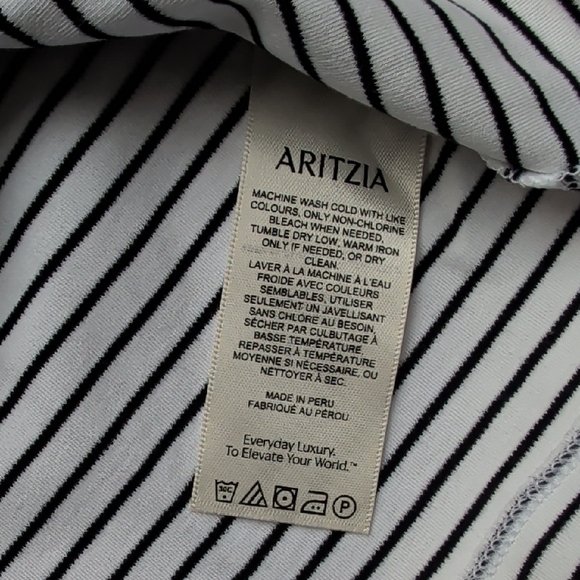 ARITZIA
MACHINE WASH COLD WITH LIKE
COLOURS, ONLY NON-CHLORINE
BLEACH WHEN NEEDED,
TUMBLE DRY LOW, WARM IRON
ONLY IF NEEDED, OR DRY
CLEAN.
LAVER À LA MACHINE À L'EAU
FROIDE AVEC COULEURS
SEMBLABLES, UTILISER
SEULEMENT UN JAVELLISANT
SANS CHLORE AU BESOIN,
SÉCHER PAR CULBUTAGE À
BASSE TEMPÉRATURE,
REPASSER À TEMPÉRATURE
MOYENNE SI NÉCESSAIRE, OU
NETTOYER À SEC.
MADE IN PERU
FABRIQUÉ AU PÉROU
Everyday Luxury.
To Elevate Your World.™
30C P